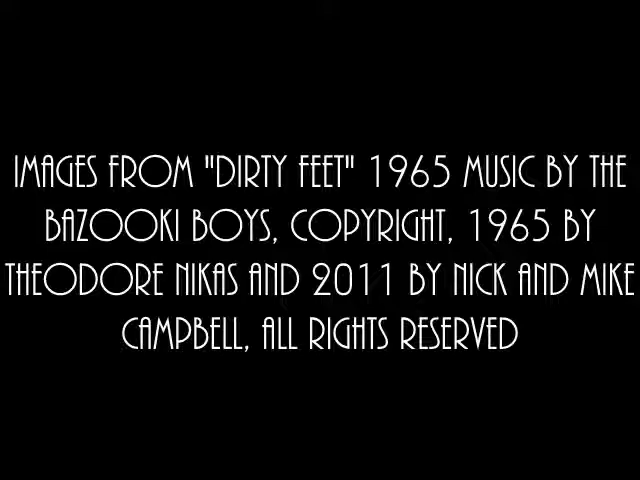 IMAGES FROM "DIRTY FEET" 1965 MUSIC BY THE
BAZOOKI BOYS, COPYRIGHT, 1965 BY
THEODORE NIKAS AND 2011 BY NICK AND MIKE
CAMPBELL, ALL RIGHTS RESERVED